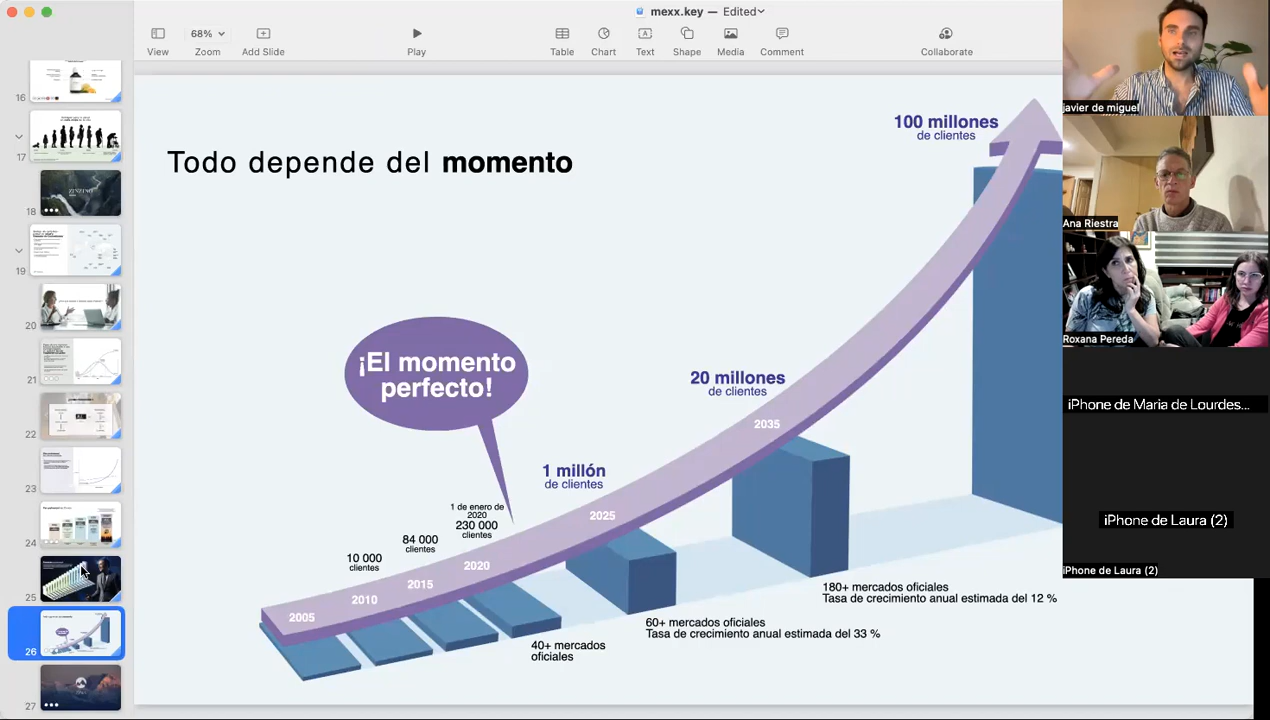 mexx.key — Edited
View
68%
Zoom
Add Slide
Play
Table
Chart
Text
Shape
Media
Comment
Collaborate
16
17
18
ZINZINO
19
20
21
22
23
24
25
26
27
Todo depende del momento
100 millones
de clientes
¡El momento
perfecto!
20 millones
de clientes
2035
1 millón
de clientes
2025
1 de enero de
2020
230 000
clientes
84 000
clientes
10 000
clientes
2020
2015
2010
2005
180+ mercados oficiales
Tasa de crecimiento anual estimada del 12 %
60+ mercados oficiales
Tasa de crecimiento anual estimada del 33 %
40+ mercados
oficiales
javier de miguel
Ana Riestra
Roxana Pereda
iPhone de Maria de Lourdes...
iPhone de Laura (2)
iPhone de Laura (2)